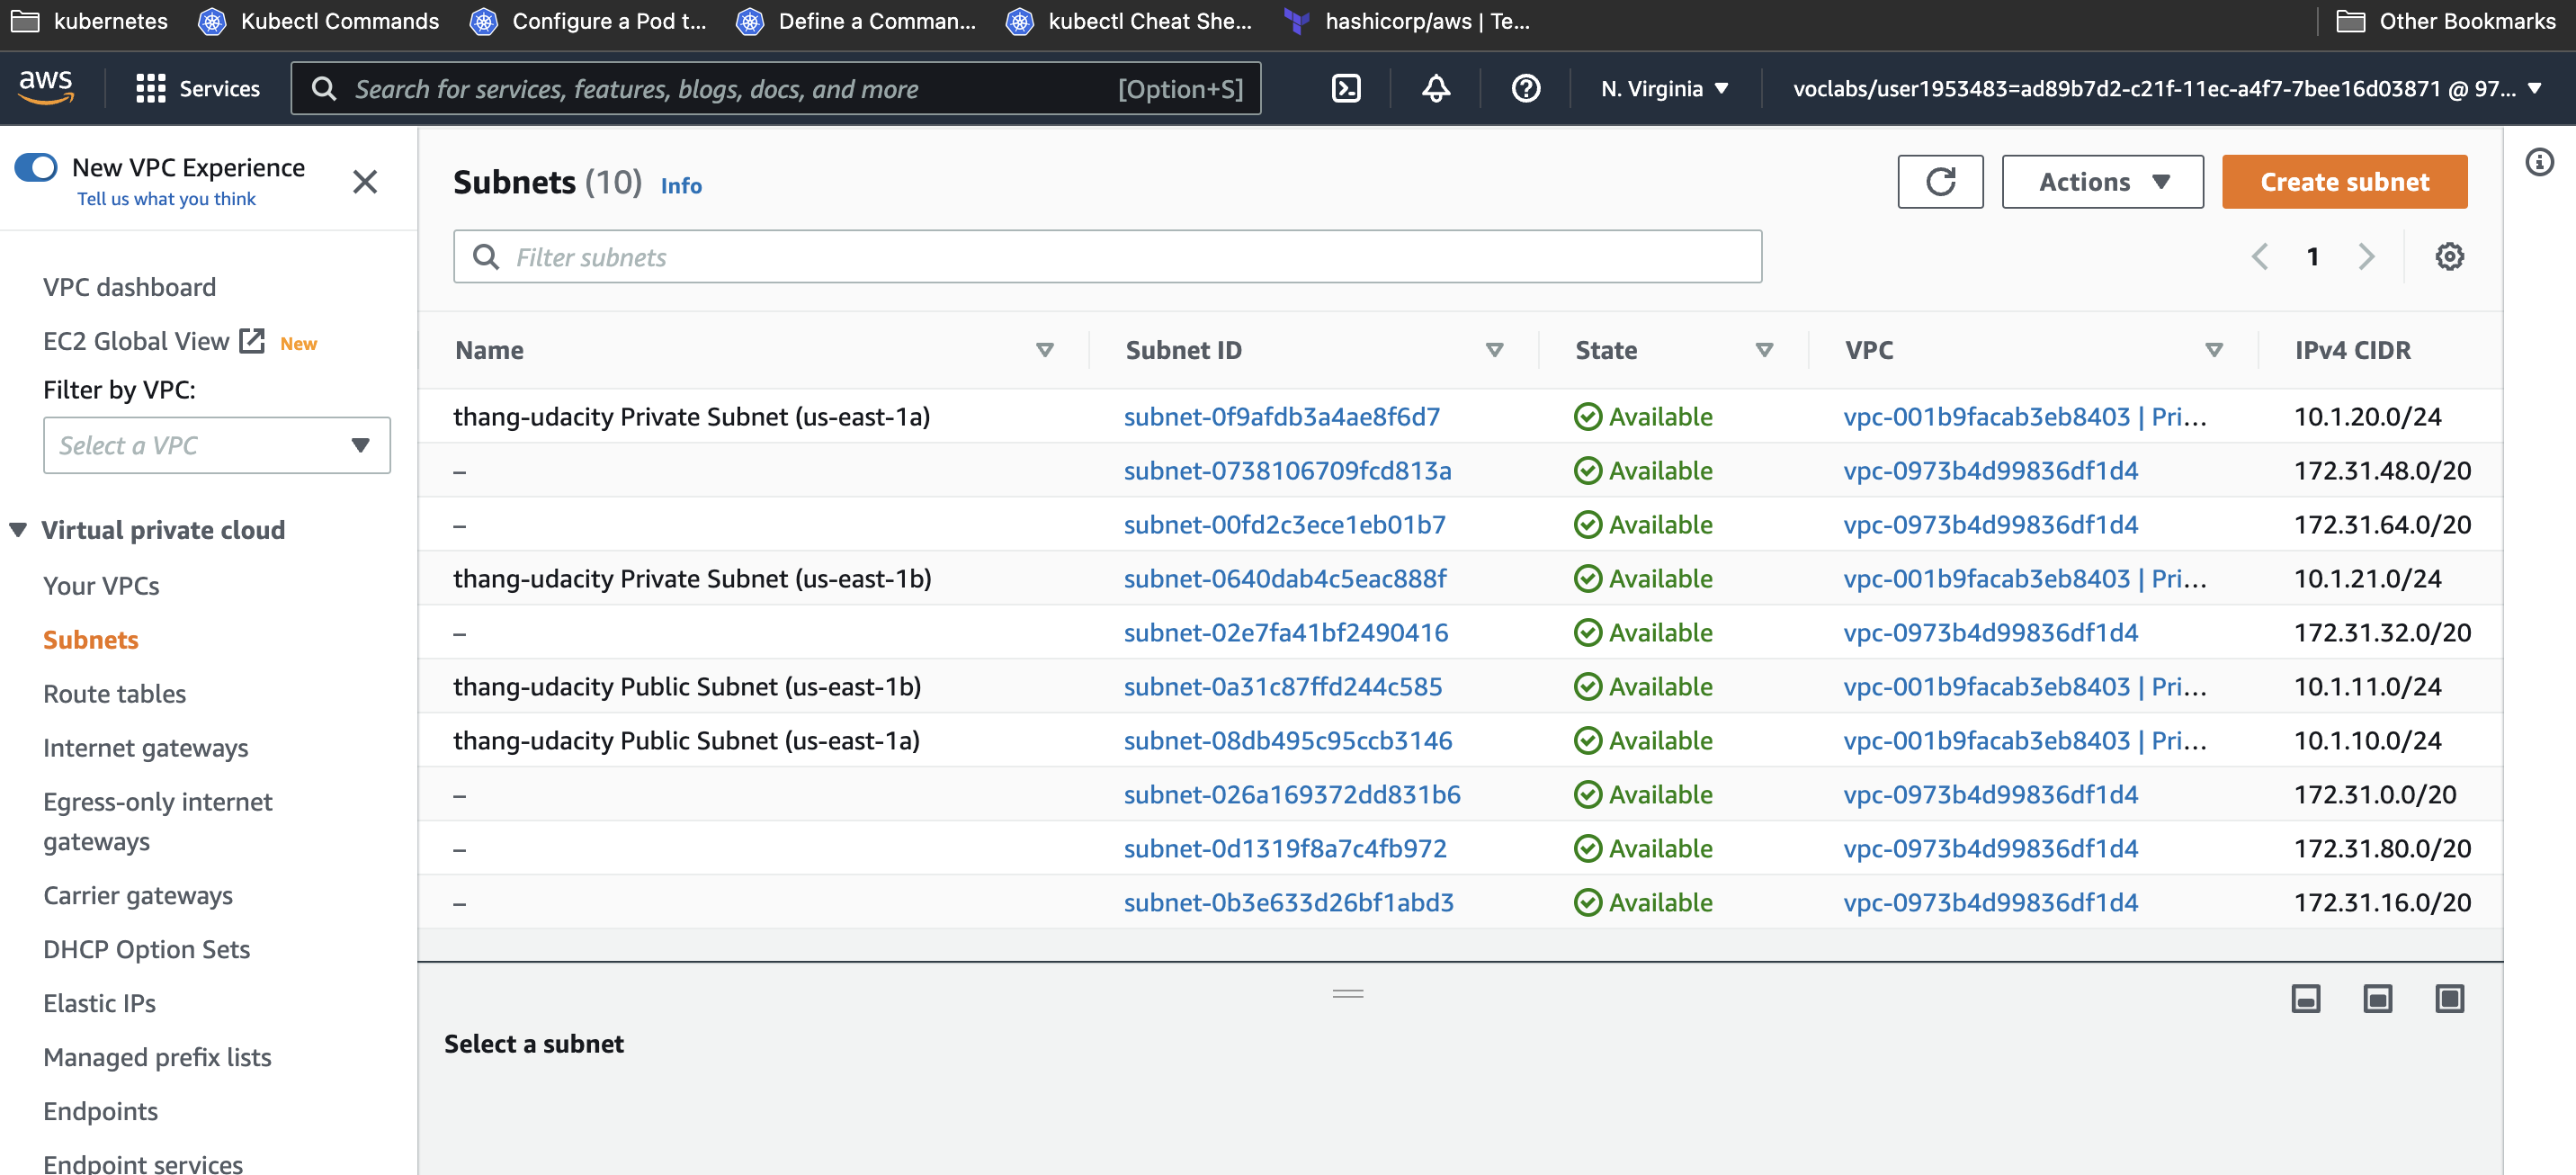 kubernetes Kubectl Commands Configure a Pod t... Define a Comman... kubectl Cheat She... hashicorp/aws | Te... Other Bookmarks
aws Services Search for services, features, blogs, docs, and more [Option+S] N. Virginia voclabs/user1953483=ad89b7d2-c21f-11ec-a4f7-7bee16d03871 @ 97...
New VPC Experience
Tell us what you think
VPC dashboard
EC2 Global View New
Filter by VPC:
Select a VPC
Virtual private cloud
Your VPCs
Subnets
Route tables
Internet gateways
Egress-only internet
gateways
Carrier gateways
DHCP Option Sets
Elastic IPs
Managed prefix lists
Endpoints
Endpoint services
Subnets (10) Info Actions Create subnet
Filter subnets 1
Name Subnet ID State VPC IPv4 CIDR
thang-udacity Private Subnet (us-east-1a) subnet-0f9afdb3a4ae8f6d7 Available vpc-001b9facab3eb8403 | Pri... 10.1.20.0/24
– subnet-0738106709fcd813a Available vpc-0973b4d99836df1d4 172.31.48.0/20
– subnet-00fd2c3ece1eb01b7 Available vpc-0973b4d99836df1d4 172.31.64.0/20
thang-udacity Private Subnet (us-east-1b) subnet-0640dab4c5eac888f Available vpc-001b9facab3eb8403 | Pri... 10.1.21.0/24
– subnet-02e7fa41bf2490416 Available vpc-0973b4d99836df1d4 172.31.32.0/20
thang-udacity Public Subnet (us-east-1b) subnet-0a31c87ffd244c585 Available vpc-001b9facab3eb8403 | Pri... 10.1.11.0/24
thang-udacity Public Subnet (us-east-1a) subnet-08db495c95ccb3146 Available vpc-001b9facab3eb8403 | Pri... 10.1.10.0/24
– subnet-026a169372dd831b6 Available vpc-0973b4d99836df1d4 172.31.0.0/20
– subnet-0d1319f8a7c4fb972 Available vpc-0973b4d99836df1d4 172.31.80.0/20
– subnet-0b3e633d26bf1abd3 Available vpc-0973b4d99836df1d4 172.31.16.0/20
Select a subnet